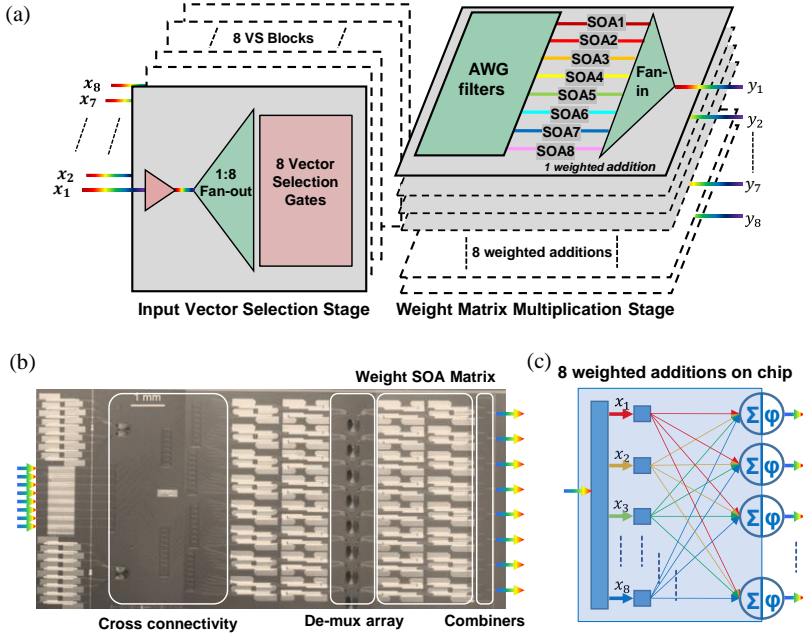 (a)
8 VS Blocks
x8
x7
x2
x1
1:8
Fan-out
8 Vector
Selection
Gates
Input Vector Selection Stage
AWG
filters
SOA1
SOA2
SOA3
SOA4
SOA5
SOA6
SOA7
SOA8
Fan-
in
1 weighted addition
y1
y2
y7
y8
8 weighted additions
Weight Matrix Multiplication Stage
(b)
Weight SOA Matrix
1 mm
Cross connectivity
De-mux array
Combiners
(c)
8 weighted additions on chip
x1
x2
x3
x8
Σ φ
Σ φ
Σ φ
Σ φ